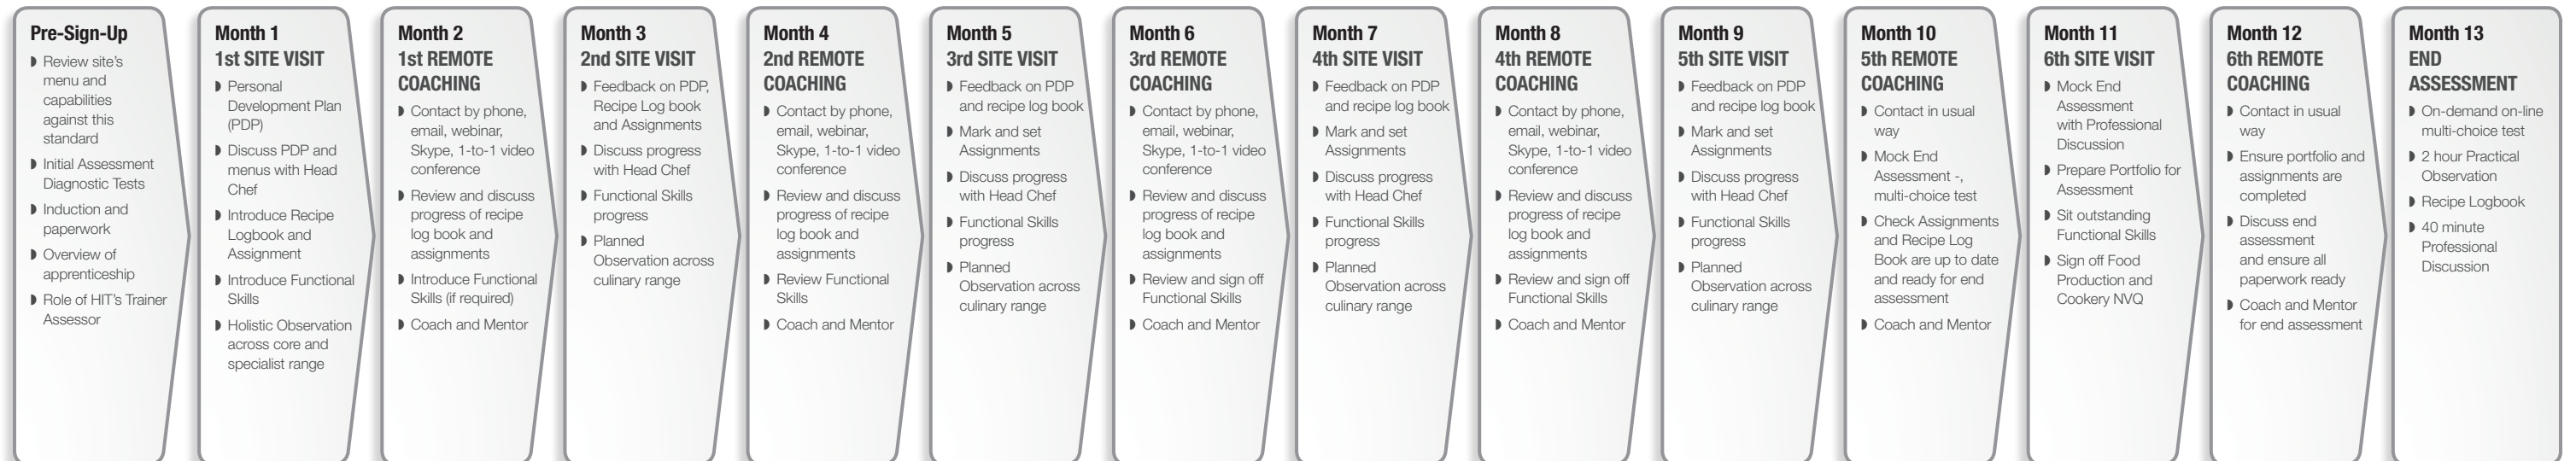 Pre-Sign-Up
Review site's
menu and
capabilities
against this
standard
Initial Assessment
Diagnostic Tests
Induction and
paperwork
Overview of
apprenticeship
Role of HIT's Trainer
Assessor
Month 1
1st SITE VISIT
Personal
Development Plan
(PDP)
Discuss PDP and
menus with Head
Chef
Introduce Recipe
Logbook and
Assignment
Introduce Functional
Skills
Holistic Observation
across core and
specialist range
Month 2
1st REMOTE
COACHING
Contact by phone,
email, webinar,
Skype, 1-to-1 video
conference
Review and discuss
progress of recipe
log book and
assignments
Introduce Functional
Skills (if required)
Coach and Mentor
Month 3
2nd SITE VISIT
Feedback on PDP,
Recipe Log book
and Assignments
Discuss progress
with Head Chef
Functional Skills
progress
Planned
Observation across
culinary range
Month 4
2nd REMOTE
COACHING
Contact by phone,
email, webinar,
Skype, 1-to-1 video
conference
Review and discuss
progress of recipe
log book and
assignments
Review Functional
Skills
Coach and Mentor
Month 5
3rd SITE VISIT
Feedback on PDP
and recipe log book
Mark and set
Assignments
Discuss progress
with Head Chef
Functional Skills
progress
Planned
Observation across
culinary range
Month 6
3rd REMOTE
COACHING
Contact by phone,
email, webinar,
Skype, 1-to-1 video
conference
Review and discuss
progress of recipe
log book and
assignments
Review and sign off
Functional Skills
Coach and Mentor
Month 7
4th SITE VISIT
Feedback on PDP
and recipe log book
Mark and set
Assignments
Discuss progress
with Head Chef
Functional Skills
progress
Planned
Observation across
culinary range
Month 8
4th REMOTE
COACHING
Contact by phone,
email, webinar,
Skype, 1-to-1 video
conference
Review and discuss
progress of recipe
log book and
assignments
Review and sign off
Functional Skills
Coach and Mentor
Month 9
5th SITE VISIT
Feedback on PDP
and recipe log book
Mark and set
Assignments
Discuss progress
with Head Chef
Functional Skills
progress
Planned
Observation across
culinary range
Month 10
5th REMOTE
COACHING
Contact in usual
way
Mock End
Assessment -,
multi-choice test
Check Assignments
and Recipe Log
Book are up to date
and ready for end
assessment
Coach and Mentor
Month 11
6th SITE VISIT
Mock End
Assessment
with Professional
Discussion
Prepare Portfolio for
Assessment
Sit outstanding
Functional Skills
Sign off Food
Production and
Cookery NVQ
Month 12
6th REMOTE
COACHING
Contact in usual
way
Ensure portfolio and
assignments are
completed
Discuss end
assessment
and ensure all
paperwork ready
Coach and Mentor
for end assessment
Month 13
END
ASSESSMENT
On-demand on-line
multi-choice test
2 hour Practical
Observation
Recipe Logbook
40 minute
Professional
Discussion